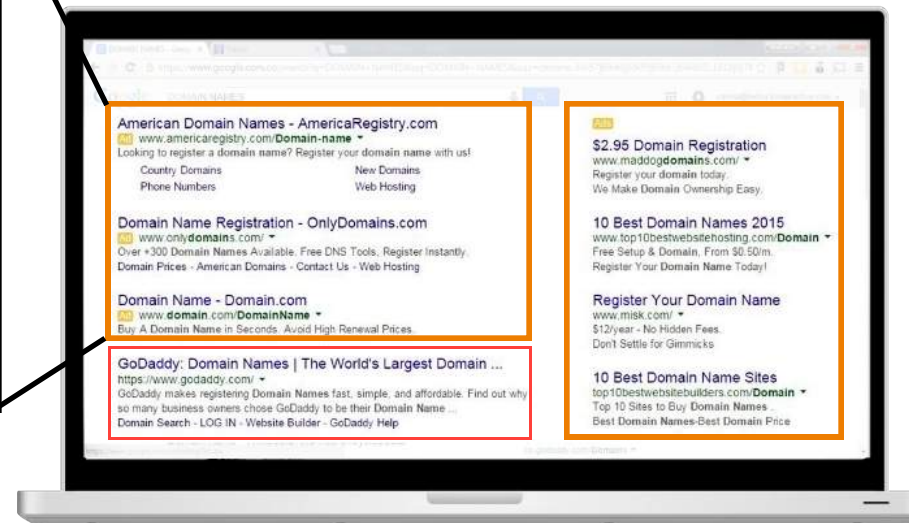 DOMAIN NAMES
American Domain Names - AmericaRegistry.com
Ad www.americaregistry.com/Domain-name
Looking to register a domain name? Register your domain name with us!
Country Domains New Domains
Phone Numbers Web Hosting
Domain Name Registration - OnlyDomains.com
Ad www.onlydomains.com/
Over +300 Domain Names Available. Free DNS Tools, Register Instantly.
Domain Prices - American Domains - Contact Us - Web Hosting
Domain Name - Domain.com
Ad www.domain.com/DomainName
Buy A Domain Name in Seconds. Avoid High Renewal Prices.
GoDaddy: Domain Names | The World's Largest Domain ...
https://www.godaddy.com/
GoDaddy makes registering Domain Names fast, simple, and affordable. Find out why
so many business owners chose GoDaddy to be their Domain Name ...
Domain Search - LOG IN - Website Builder - GoDaddy Help
Ads
$2.95 Domain Registration
www.maddogdomains.com/
Register your domain today.
We Make Domain Ownership Easy.
10 Best Domain Names 2015
www.top10bestwebsitehosting.com/Domain
Free Setup & Domain, From $0.50/m.
Register Your Domain Name Today!
Register Your Domain Name
www.misk.com/
$12/year - No Hidden Fees.
Don't Settle for Gimmicks
10 Best Domain Name Sites
top10bestwebsitebuilders.com/Domain
Top 10 Sites to Buy Domain Names .
Best Domain Names-Best Domain Price